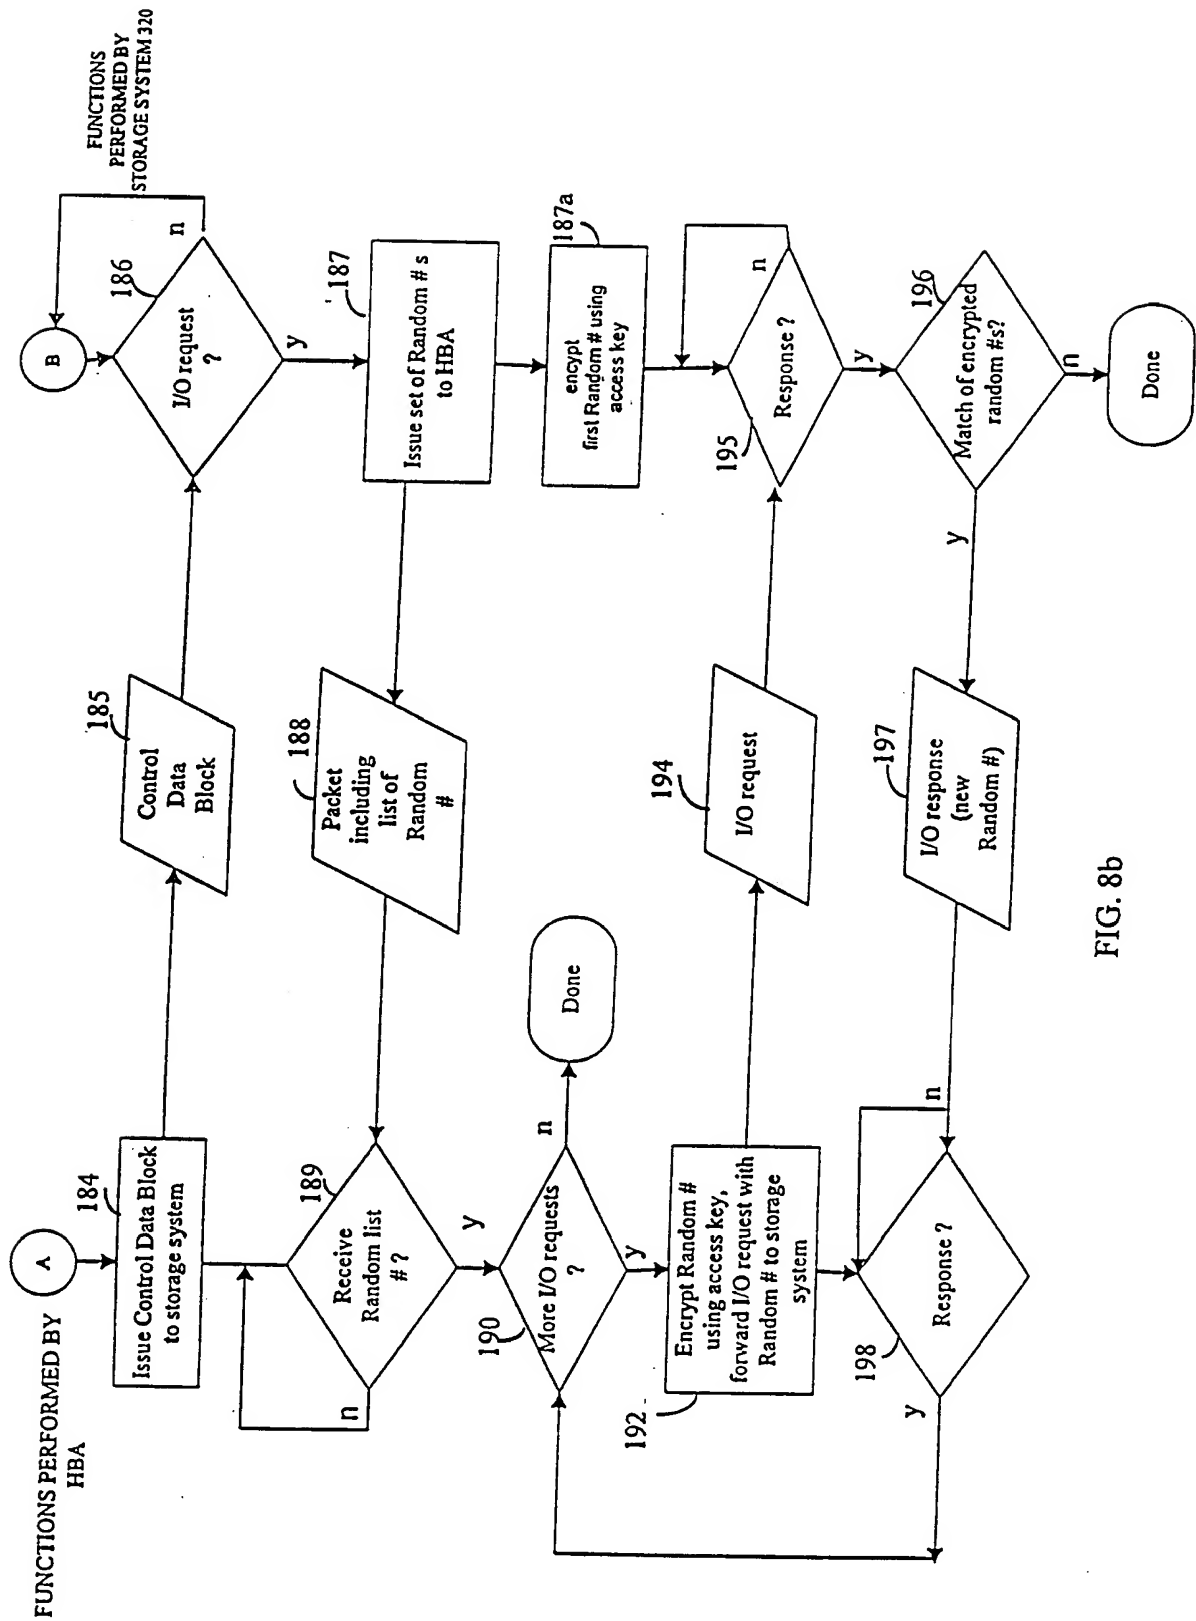 FUNCTIONS PERFORMED BY
HBA
FUNCTIONS
PERFORMED BY
STORAGE SYSTEM 320
A
B
184
Issue Control Data Block
to storage system
185
Control
Data
Block
186
I/O request
?
n
y
187
Issue set of Random # s
to HBA
188
Packet
including
list of
Random
#
189
Receive
Random list
# ?
n
y
187a
encrypt
first Random # using
access key
190
More I/O requests
?
n
Done
y
192
Encrypt Random #
using access key,
forward I/O request with
Random # to storage
system
194
I/O request
195
Response ?
n
y
196
Match of encrypted
random #s?
y
n
Done
197
I/O response
(new
Random #)
198
Response ?
n
y
FIG. 8b